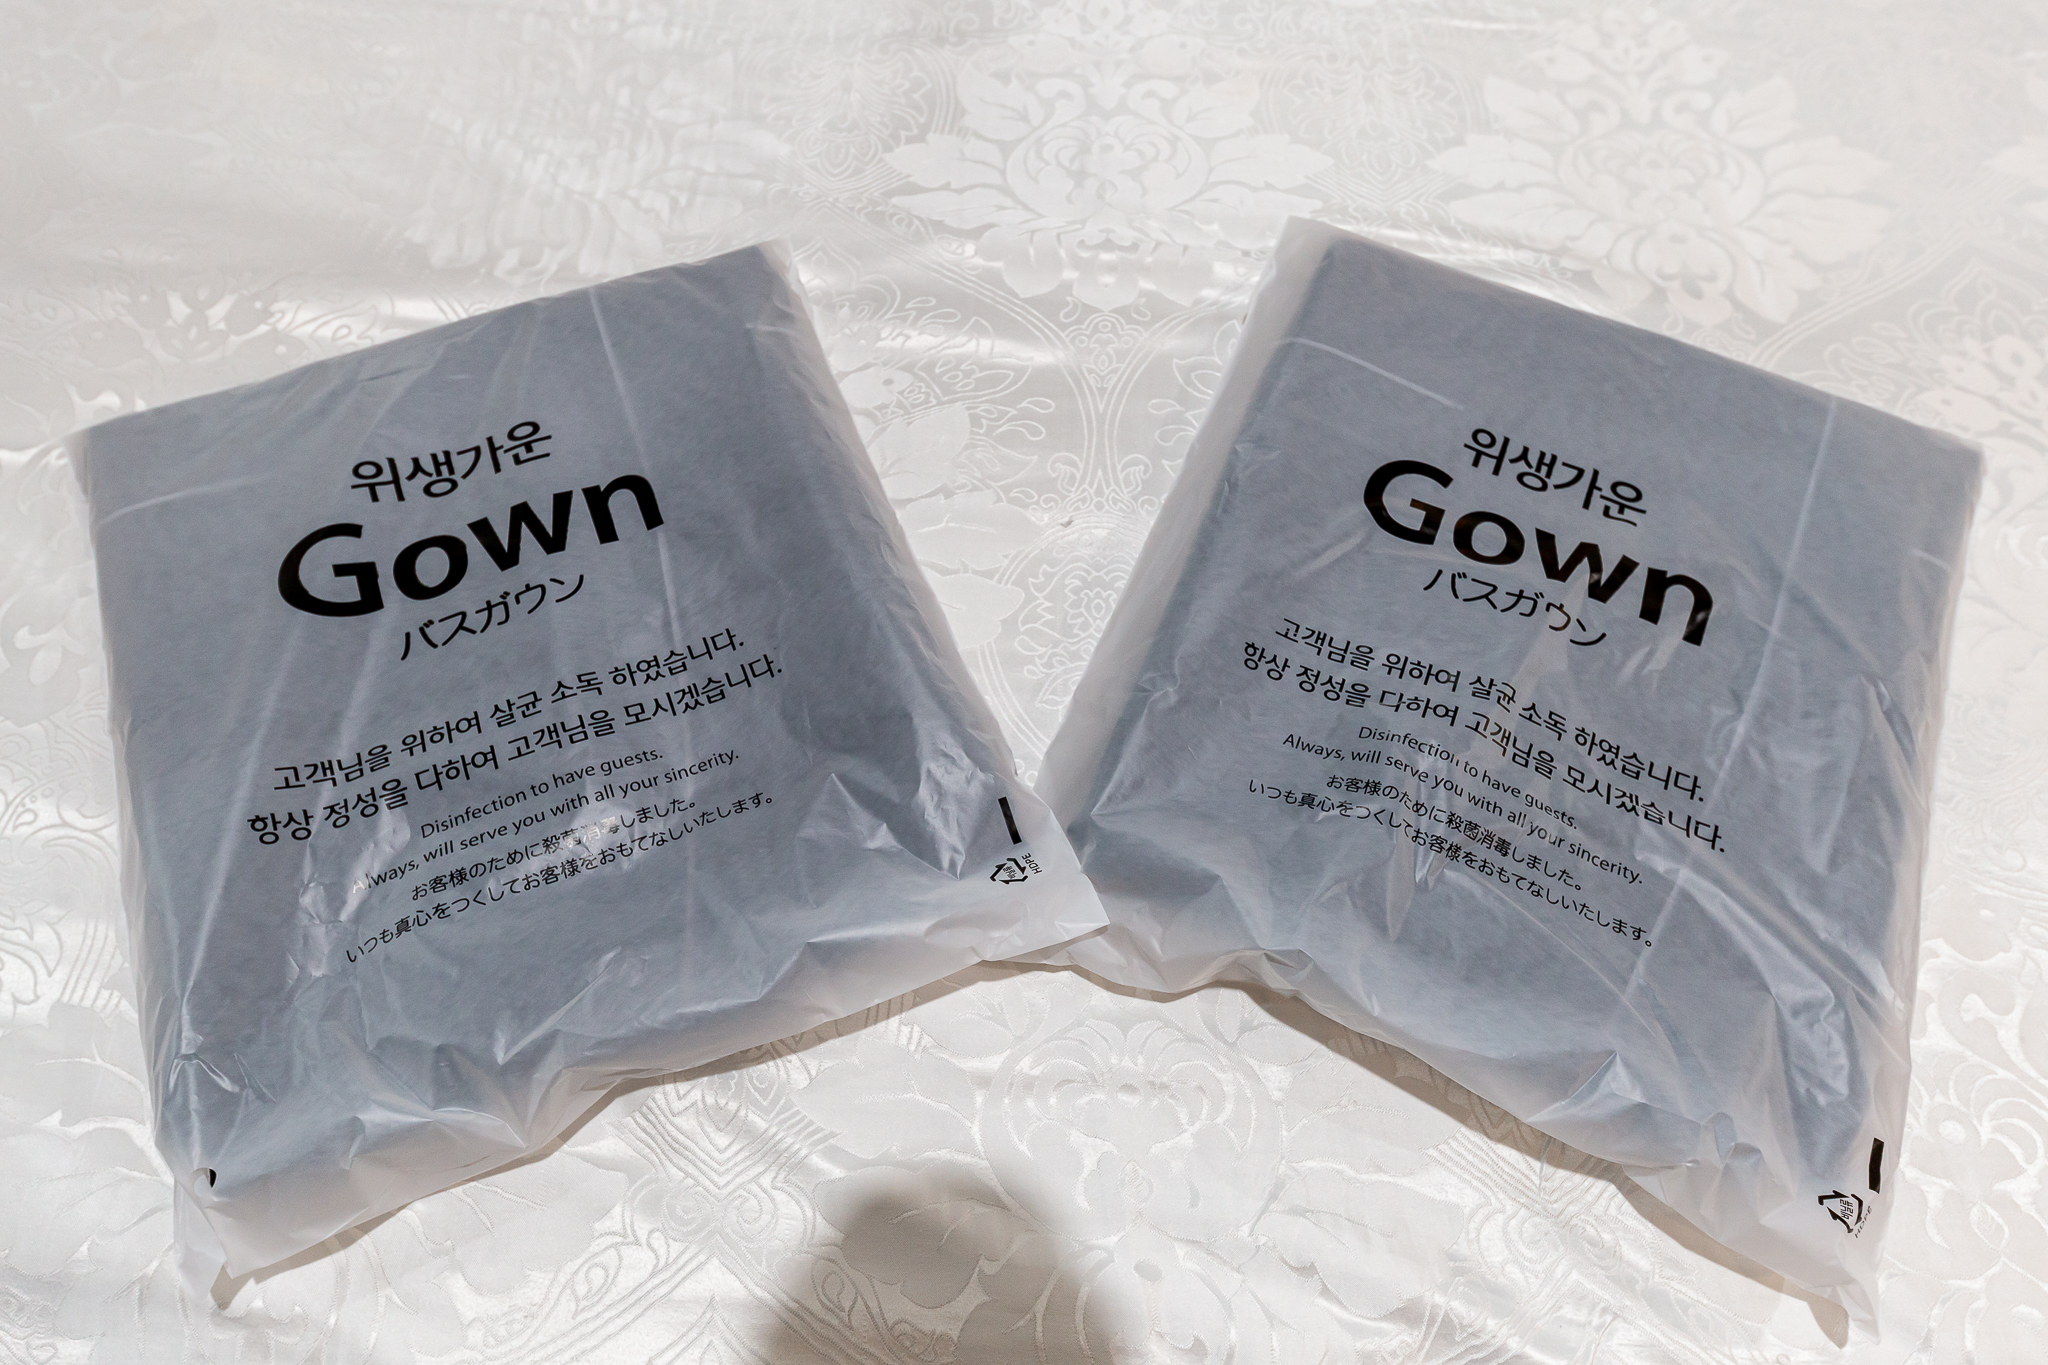 위생가운
Gown
バスガウン
고객님을 위하여 살균 소독 하였습니다.
항상 정성을 다하여 고객님을 모시겠습니다.
Disinfection to have guests.
Always, will serve you with all your sincerity.
お客様のために殺菌消毒しました。
いつも真心をつくしてお客様をおもてなしいたします。
HDPE
위생가운
Gown
バスガウン
고객님을 위하여 살균 소독 하였습니다.
항상 정성을 다하여 고객님을 모시겠습니다.
Disinfection to have guests.
Always, will serve you with all your sincerity.
お客様のために殺菌消毒しました。
いつも真心をつくしてお客様をおもてなしいたします。
비닐류
HDPE